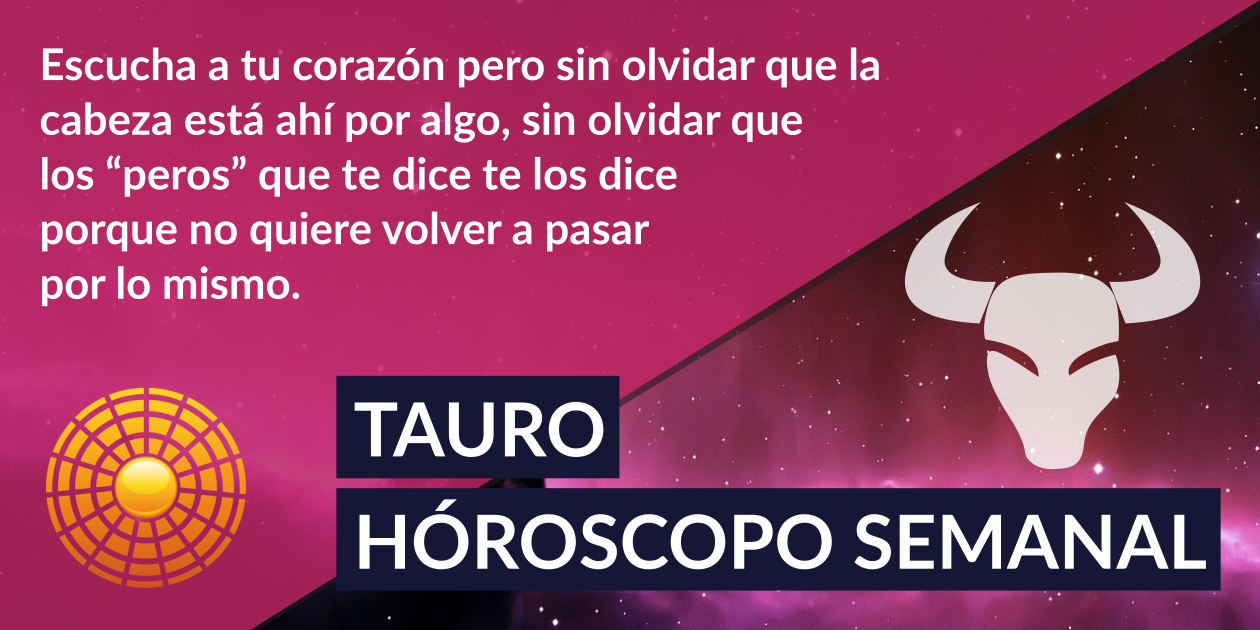 Escucha a tu corazón pero sin olvidar que la
cabeza está ahí por algo, sin olvidar que
los “peros” que te dice te los dice
porque no quiere volver a pasar
por lo mismo.
TAURO
HÓROSCOPO SEMANAL